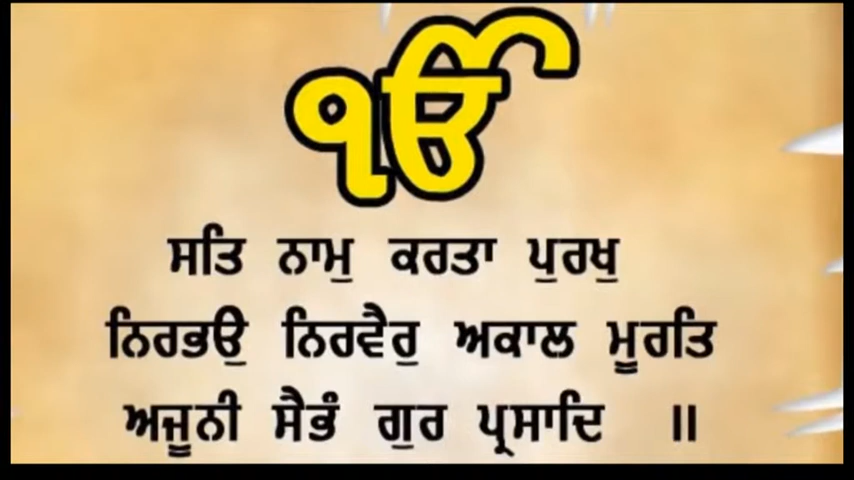 ੴ
ਸਤਿ ਨਾਮੁ ਕਰਤਾ ਪੁਰਖੁ
ਨਿਰਭਉ ਨਿਰਵੈਰੁ ਅਕਾਲ ਮੂਰਤਿ
ਅਜੂਨੀ ਸੈਭੰ ਗੁਰ ਪ੍ਰਸਾਦਿ ॥